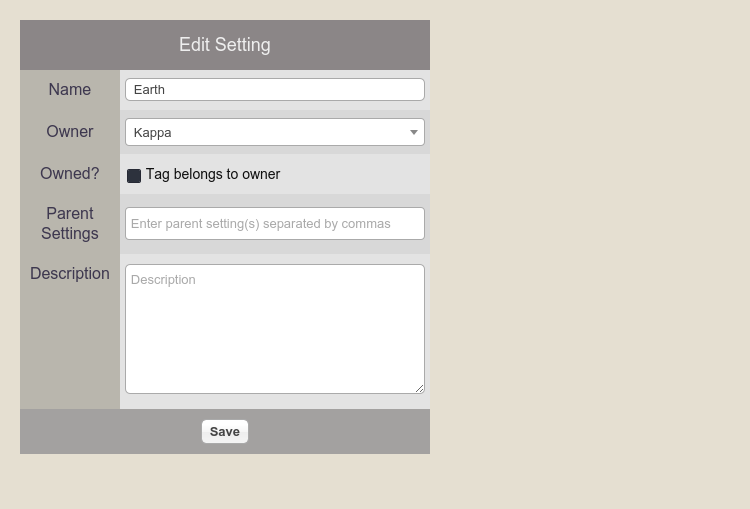 Edit Setting
Name
Earth
Owner
Kappa
Owned?
Tag belongs to owner
Parent
Settings
Enter parent setting(s) separated by commas
Description
Description
Save